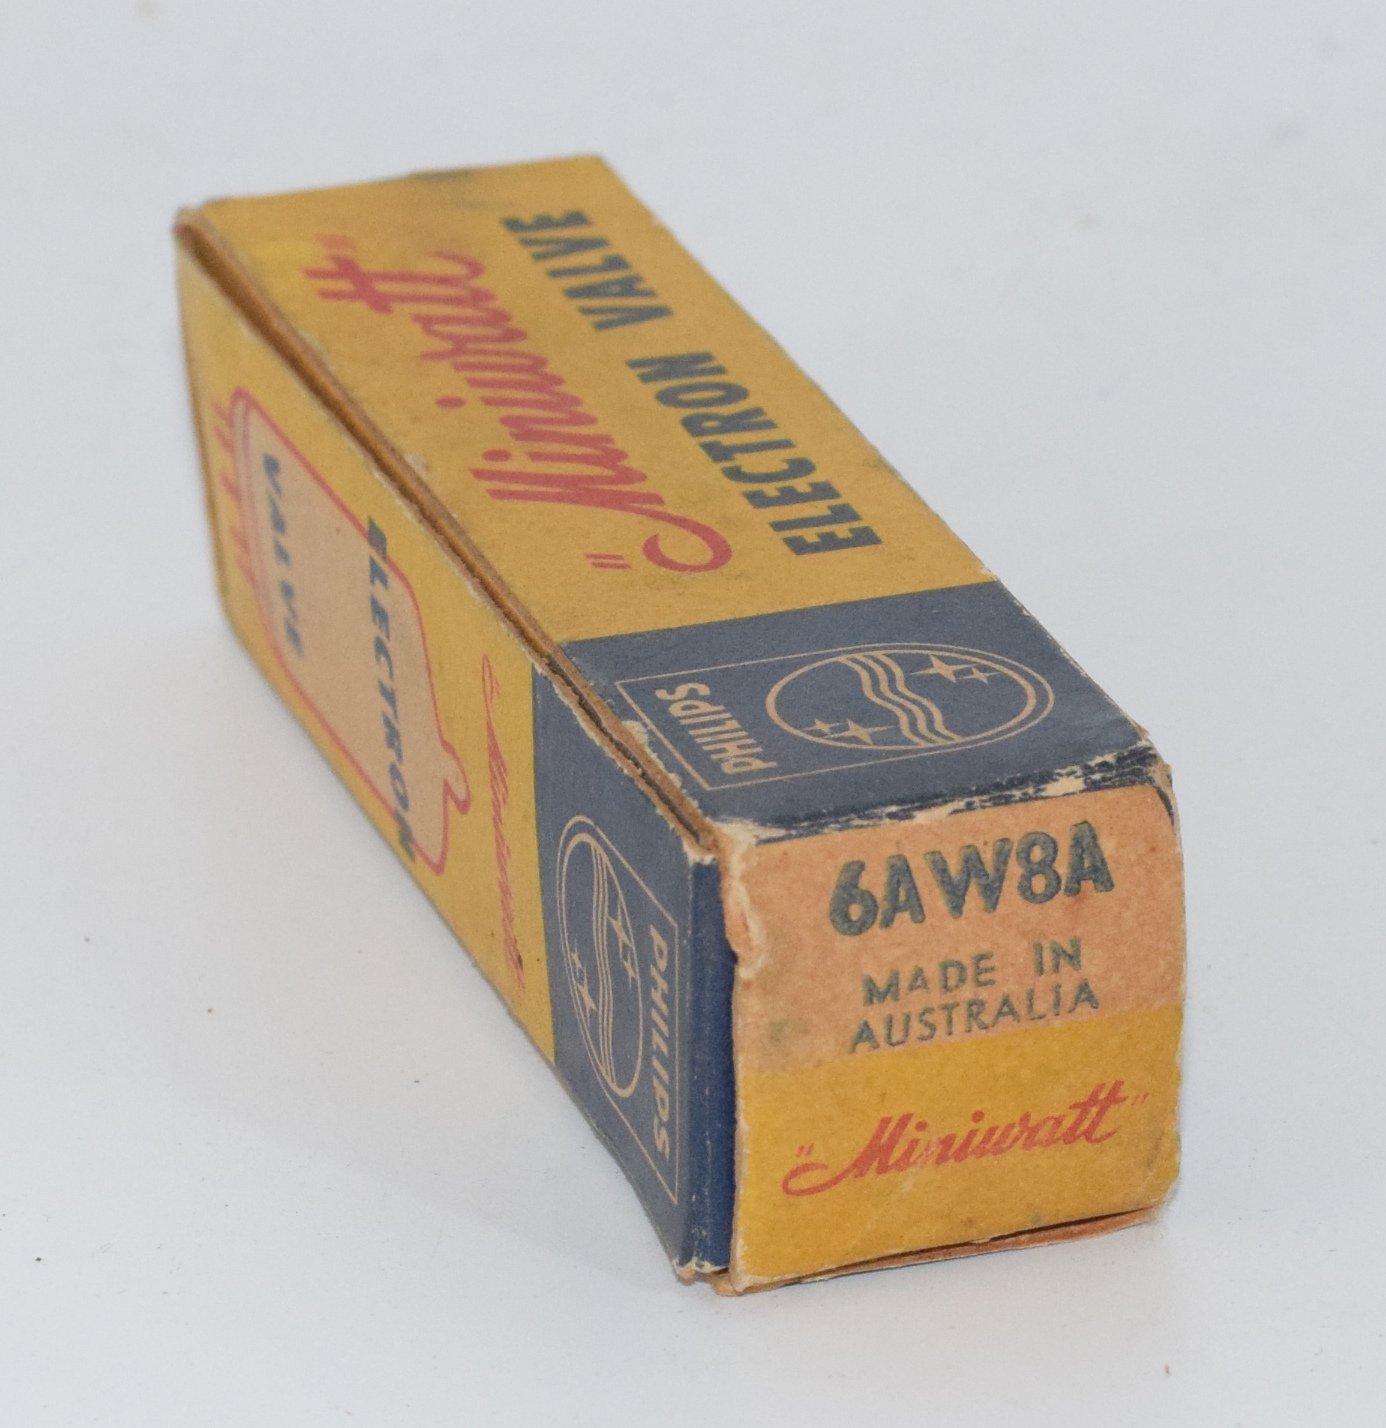 "Miniwatt"
ELECTRON VALVE
PHILIPS
ELECTRON
VALVE
"Miniwatt
PHILIPS
6AW8A
MADE IN
AUSTRALIA
"Miniwatt"